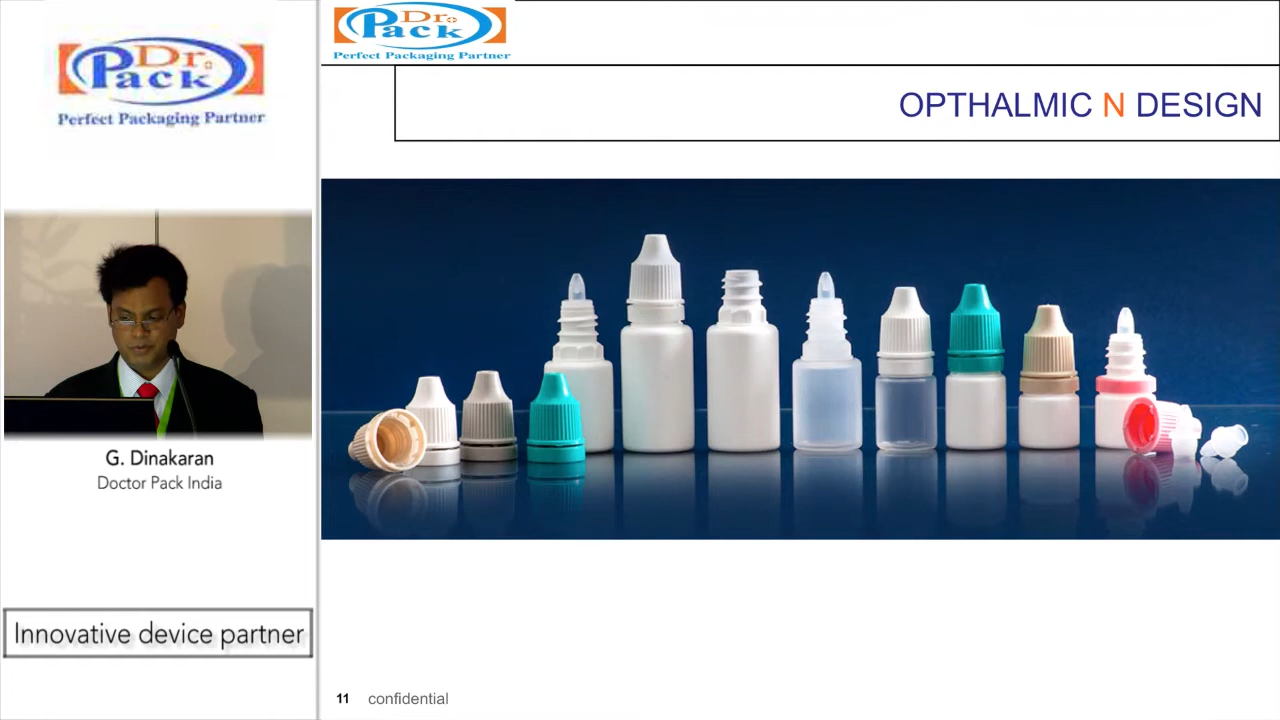 Dr.
Pack
Perfect Packaging Partner
G. Dinakaran
Doctor Pack India
Innovative device partner
Dr.
Pack
Perfect Packaging Partner
OPTHALMIC N DESIGN
11 confidential